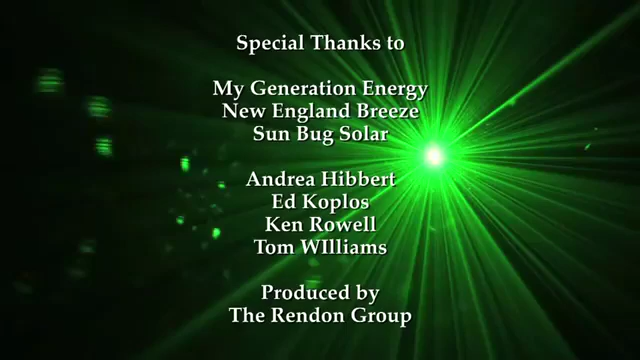 Special Thanks to
My Generation Energy
New England Breeze
Sun Bug Solar
Andrea Hibbert
Ed Koplos
Ken Rowell
Tom WIlliams
Produced by
The Rendon Group